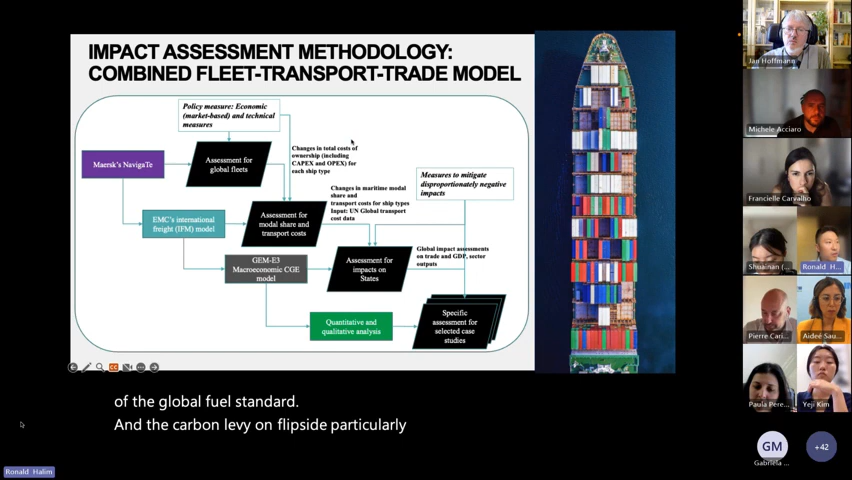 IMPACT ASSESSMENT METHODOLOGY:
COMBINED FLEET-TRANSPORT-TRADE MODEL
Policy measure: Economic
(market-based) and technical
measures
Maersk's NavigaTe
Assessment for
global fleets
Changes in total costs of
ownership (including
CAPEX and OPEX) for
each ship type
Measures to mitigate
disproportionately negative
impacts
EMC's international
freight (IFM) model
Assessment for
modal share and
transport costs
Changes in maritime modal
share and
transport costs for ship types
Input: UN Global transport
cost data
GEM-E3
Macroeconomic CGE
model
Assessment for
impacts on
States
Global impact assessments
on trade and GDP, sector
outputs
Quantitative and
qualitative analysis
Specific
assessment for
selected case
studies
of the global fuel standard.
And the carbon levy on flipside particularly
Ronald Halim
Jan Hoffmann
Michele Acciaro
Francielle Carvalho
Shuainan (...
Ronald H...
Pierre Cari...
Aideé Sau...
Paula Pere...
Yeji Kim
GM
+42
Gabriela ...